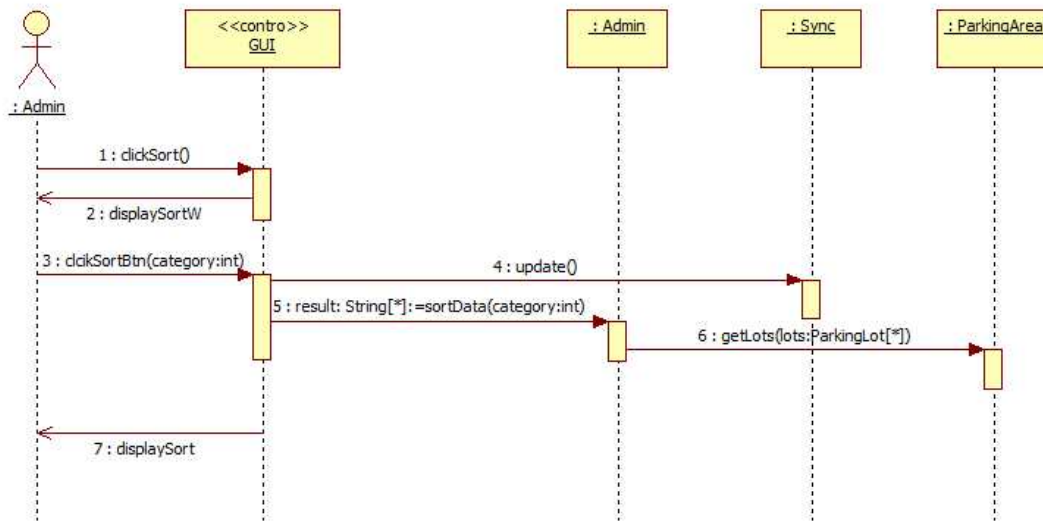 <<contro>>
GUI
: Admin
: Sync
: ParkingArea
: Admin
1 : clickSort()
2 : displaySortW
3 : clcikSortBtn(category:int)
4 : update()
5 : result: String[*]:=sortData(category:int)
6 : getLots(lots:ParkingLot[*])
7 : displaySort